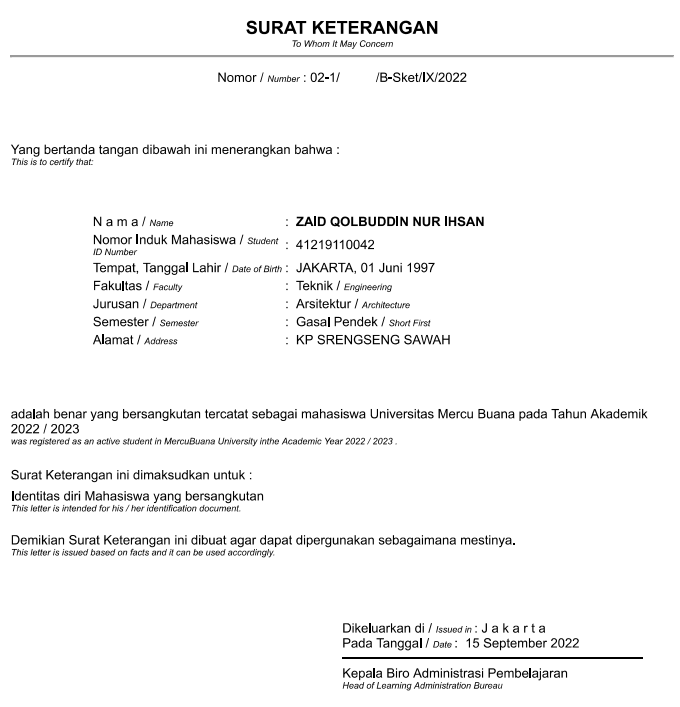 SURAT KETERANGAN
To Whom It May Concern
Nomor / Number : 02-1/ /B-Sket/IX/2022
Yang bertanda tangan dibawah ini menerangkan bahwa :
This is to certify that:
N a m a / Name : ZAID QOLBUDDIN NUR IHSAN
Nomor Induk Mahasiswa / Student ID Number : 41219110042
Tempat, Tanggal Lahir / Date of Birth : JAKARTA, 01 Juni 1997
Fakultas / Faculty : Teknik / Engineering
Jurusan / Department : Arsitektur / Architecture
Semester / Semester : Gasal Pendek / Short First
Alamat / Address : KP SRENGSENG SAWAH
adalah benar yang bersangkutan tercatat sebagai mahasiswa Universitas Mercu Buana pada Tahun Akademik
2022 / 2023
was registered as an active student in MercuBuana University inthe Academic Year 2022 / 2023 .
Surat Keterangan ini dimaksudkan untuk :
Identitas diri Mahasiswa yang bersangkutan
This letter is intended for his / her identification document.
Demikian Surat Keterangan ini dibuat agar dapat dipergunakan sebagaimana mestinya.
This letter is issued based on facts and it can be used accordingly.
Dikeluarkan di / Issued in : J a k a r t a
Pada Tanggal / Date : 15 September 2022
Kepala Biro Administrasi Pembelajaran
Head of Learning Administration Bureau